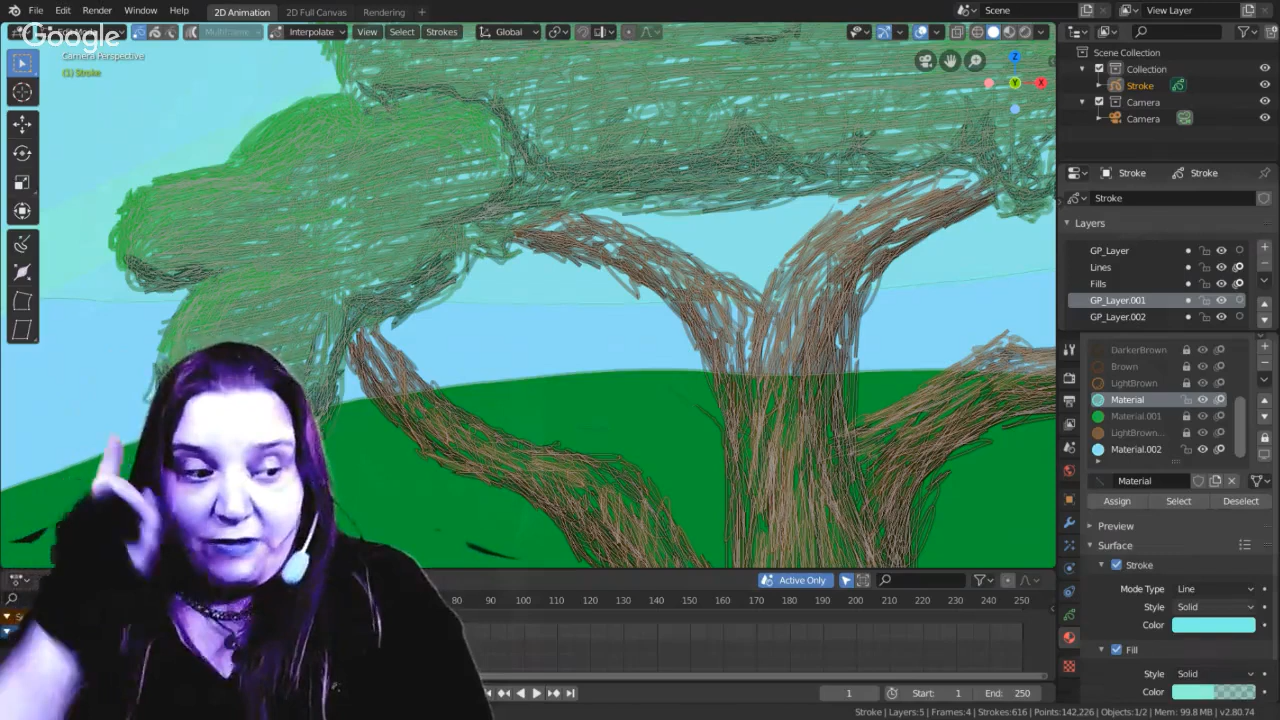 File Edit Render Window Help 2D Animation 2D Full Canvas Rendering + Scene View Layer
Google
Interpolate View Select Strokes Global
Camera Perspective
(1) Stroke
Z
Y
X
Scene Collection
Collection
Stroke
Camera
Camera
Stroke Stroke
Stroke
Layers
GP_Layer
Lines
Fills
GP_Layer.001
GP_Layer.002
DarkerBrown
Brown
LightBrown
Material
Material.001
LightBrown...
Material.002
Material
Assign Select Deselect
Preview
Surface
Stroke
Mode Type Line
Style Solid
Color
Fill
Style Solid
Color
Active Only
80 90 100 110 120 130 140 150 160 170 180 190 200 210 220 230 240 250
1 Start: 1 End: 250
Stroke | Layers:5 | Frames:4 | Strokes:616 | Points:142,226 | Objects:1/2 | Mem: 99.8 MB | v2.80.74